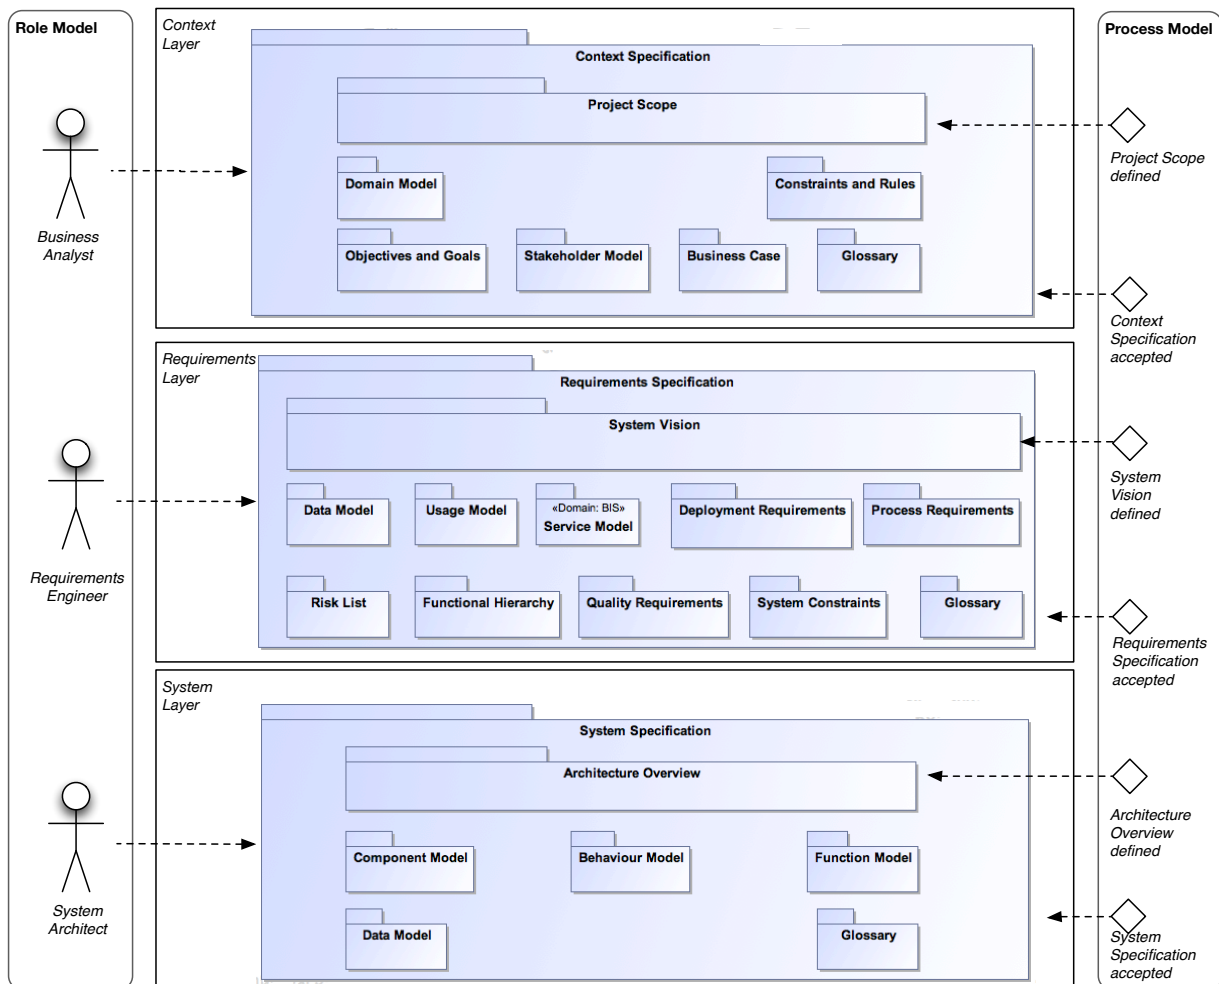 Role Model
Business
Analyst
Requirements
Engineer
System
Architect
Context
Layer
Context Specification
Project Scope
Domain Model
Constraints and Rules
Objectives and Goals
Stakeholder Model
Business Case
Glossary
Requirements
Layer
Requirements Specification
System Vision
Data Model
Usage Model
«Domain: BIS»
Service Model
Deployment Requirements
Process Requirements
Risk List
Functional Hierarchy
Quality Requirements
System Constraints
Glossary
System
Layer
System Specification
Architecture Overview
Component Model
Behaviour Model
Function Model
Data Model
Glossary
Process Model
Project Scope
defined
Context
Specification
accepted
System
Vision
defined
Requirements
Specification
accepted
Architecture
Overview
defined
System
Specification
accepted